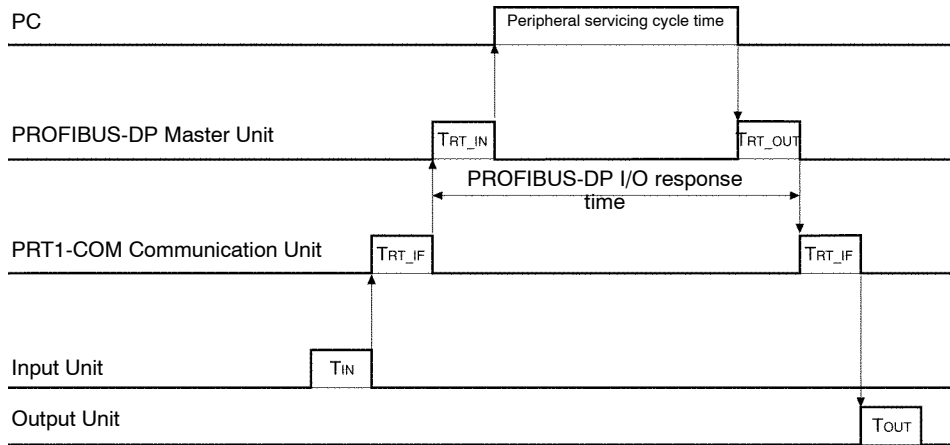 PC
Peripheral servicing cycle time
PROFIBUS-DP Master Unit
TRT_IN
TRT_OUT
PROFIBUS-DP I/O response
time
PRT1-COM Communication Unit
TRT_IF
TRT_IF
Input Unit
TIN
Output Unit
TOUT